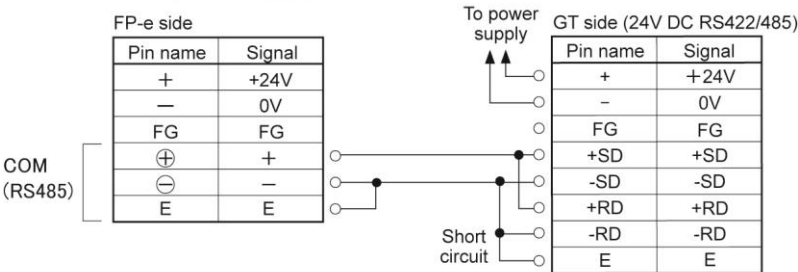 To power
supply
FP-e side
GT side (24V DC RS422/485)
Pin name Signal
+ +24V
− 0V
FG FG
⊕ +
⊖ −
E E
COM
(RS485)
Pin name Signal
+ +24V
− 0V
FG FG
+SD +SD
-SD -SD
+RD +RD
-RD -RD
E E
Short
circuit